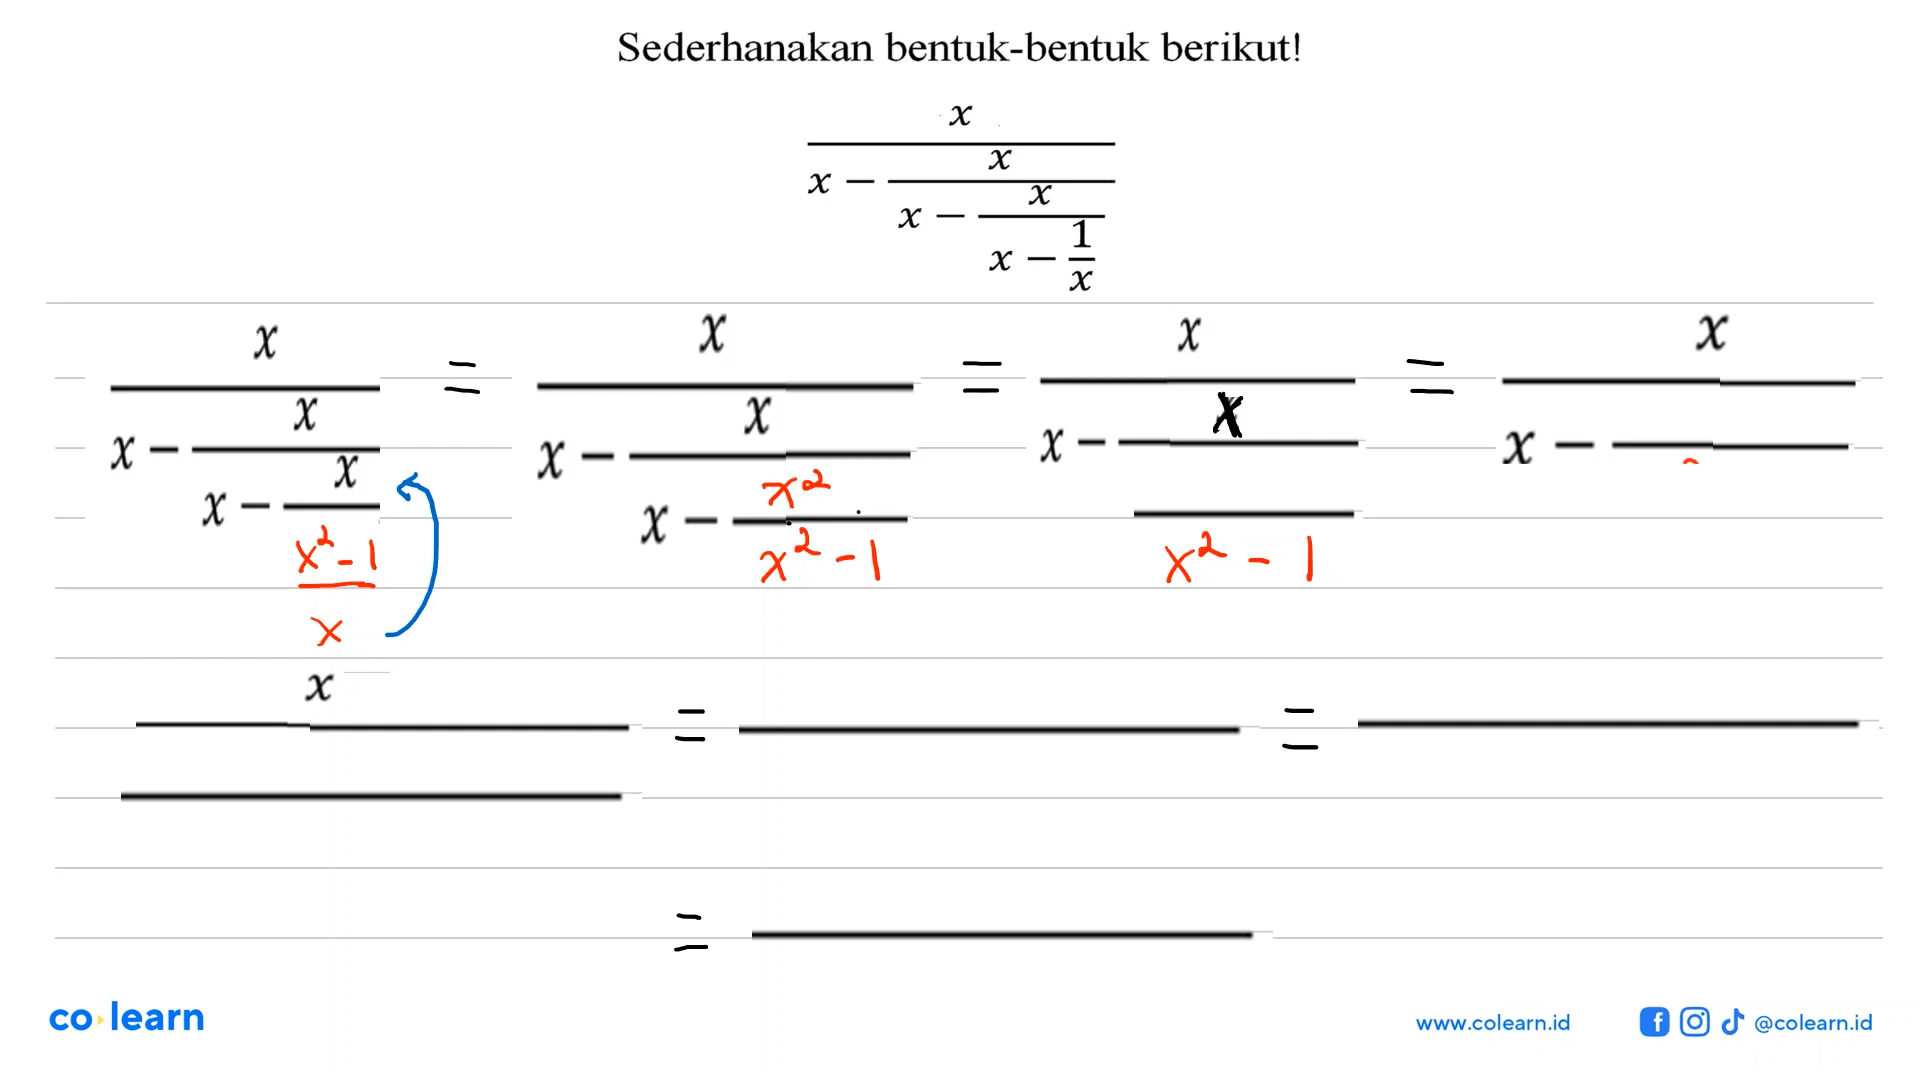 Sederhanakan bentuk-bentuk berikut!
x
x
x - x
x - 1
x - x
x = x = x = x
x x x
x - x - x - x -
x x²
x - x -
x² - 1 x² - 1 x² - 1
x
x = =
=
co learn www.colearn.id @colearn.id